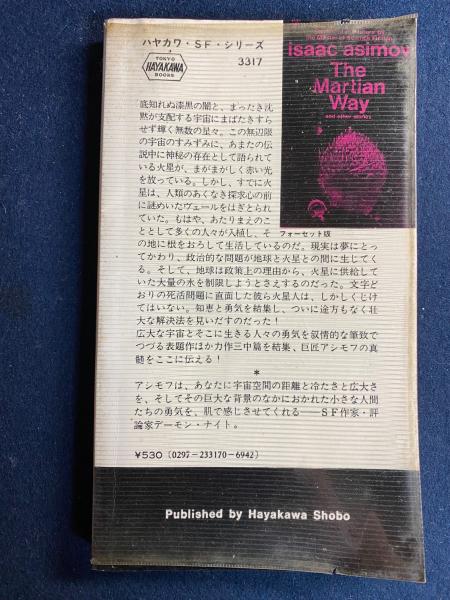 ハヤカワ・SF・シリーズ
TOKYO
HAYAKAWA
BOOKS
3317
isaac asimov
The
Martian
Way
and other stories
フォーセット版
底知れぬ漆黒の闇と、まったき沈
黙が支配する宇宙にまばたきすら
せず輝く無数の星々。この無辺限
の宇宙のすみずみに、あまたの伝
説中に神秘の存在として語られて
いる火星が、まがまがしく赤い光
を放っている。しかし、すでに火
星は、人類のあくなき探求心の前
に謎めいたヴェールをはぎとられ
ていた。もはや、あたりまえのこ
ととして多くの人々が入植し、そ
の地に根をおろして生活しているのだ。現実は夢にとっ
てかわり、政治的な問題が地球と火星との間に生じてく
る。そして、地球は政策上の理由から、火星に供給して
いた大量の水を制限しようとさえするのだった。文字ど
おりの死活問題に直面した彼ら火星人は、しかしくじけ
てはいない。知恵と勇気を結集し、ついに途方もなく壮
大な解決法を見いだすのだった！
広大な宇宙とそこに生きる人々の勇気を叙情的な筆致で
つづる表題作ほか力作三中篇を結集、巨匠アシモフの真
髄をここに伝える！
＊
アシモフは、あなたに宇宙空間の距離と冷たさと広大さ
を、そしてその巨大な背景のなかにおかれた小さな人間
たちの勇気を、肌で感じさせてくれる――SF作家・評
論家デーモン・ナイト。
¥530 (0297-233170-6942)
Published by Hayakawa Shobo